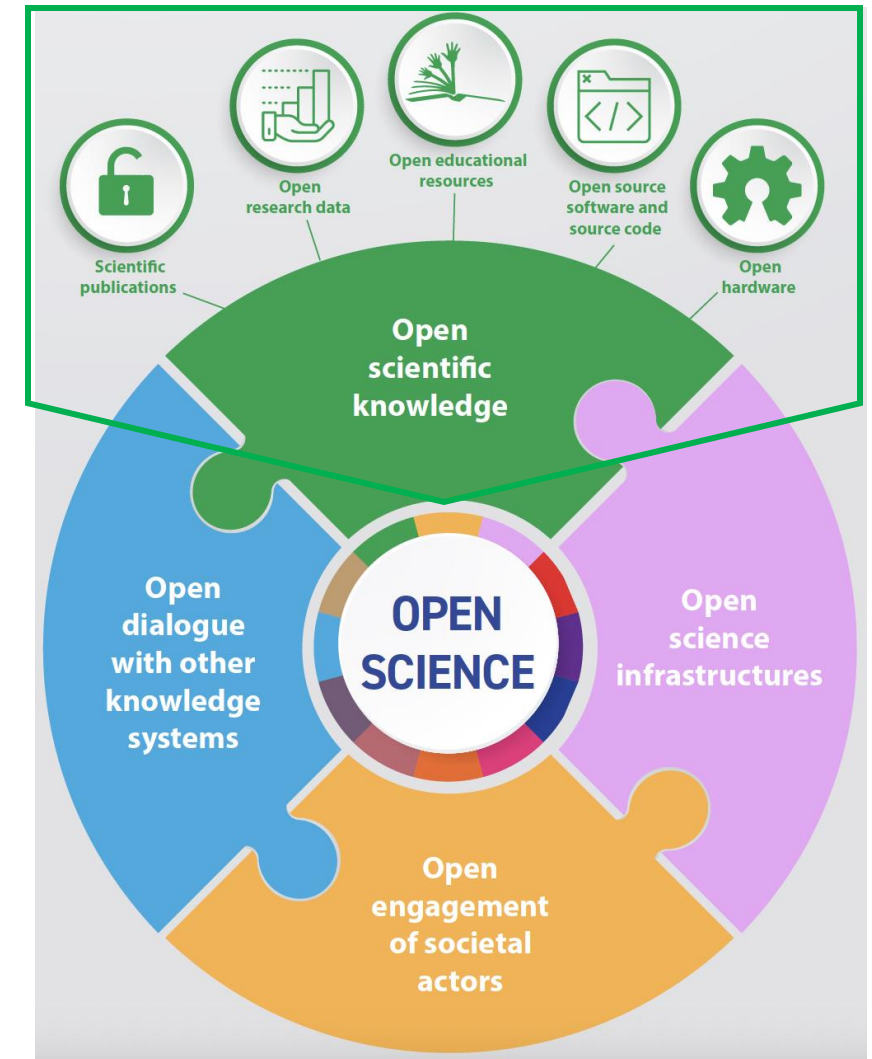 Scientific
publications
Open
research data
Open educational
resources
Open source
software and
source code
Open
hardware
Open
scientific
knowledge
Open
dialogue
with other
knowledge
systems
OPEN
SCIENCE
Open
science
infrastructures
Open
engagement
of societal
actors